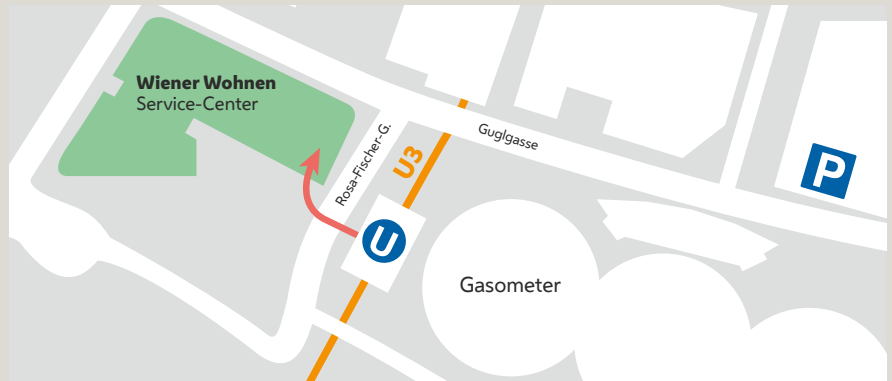 Wiener Wohnen
Service-Center
Rosa-Fischer-G.
U3
Guglgasse
P
U
Gasometer